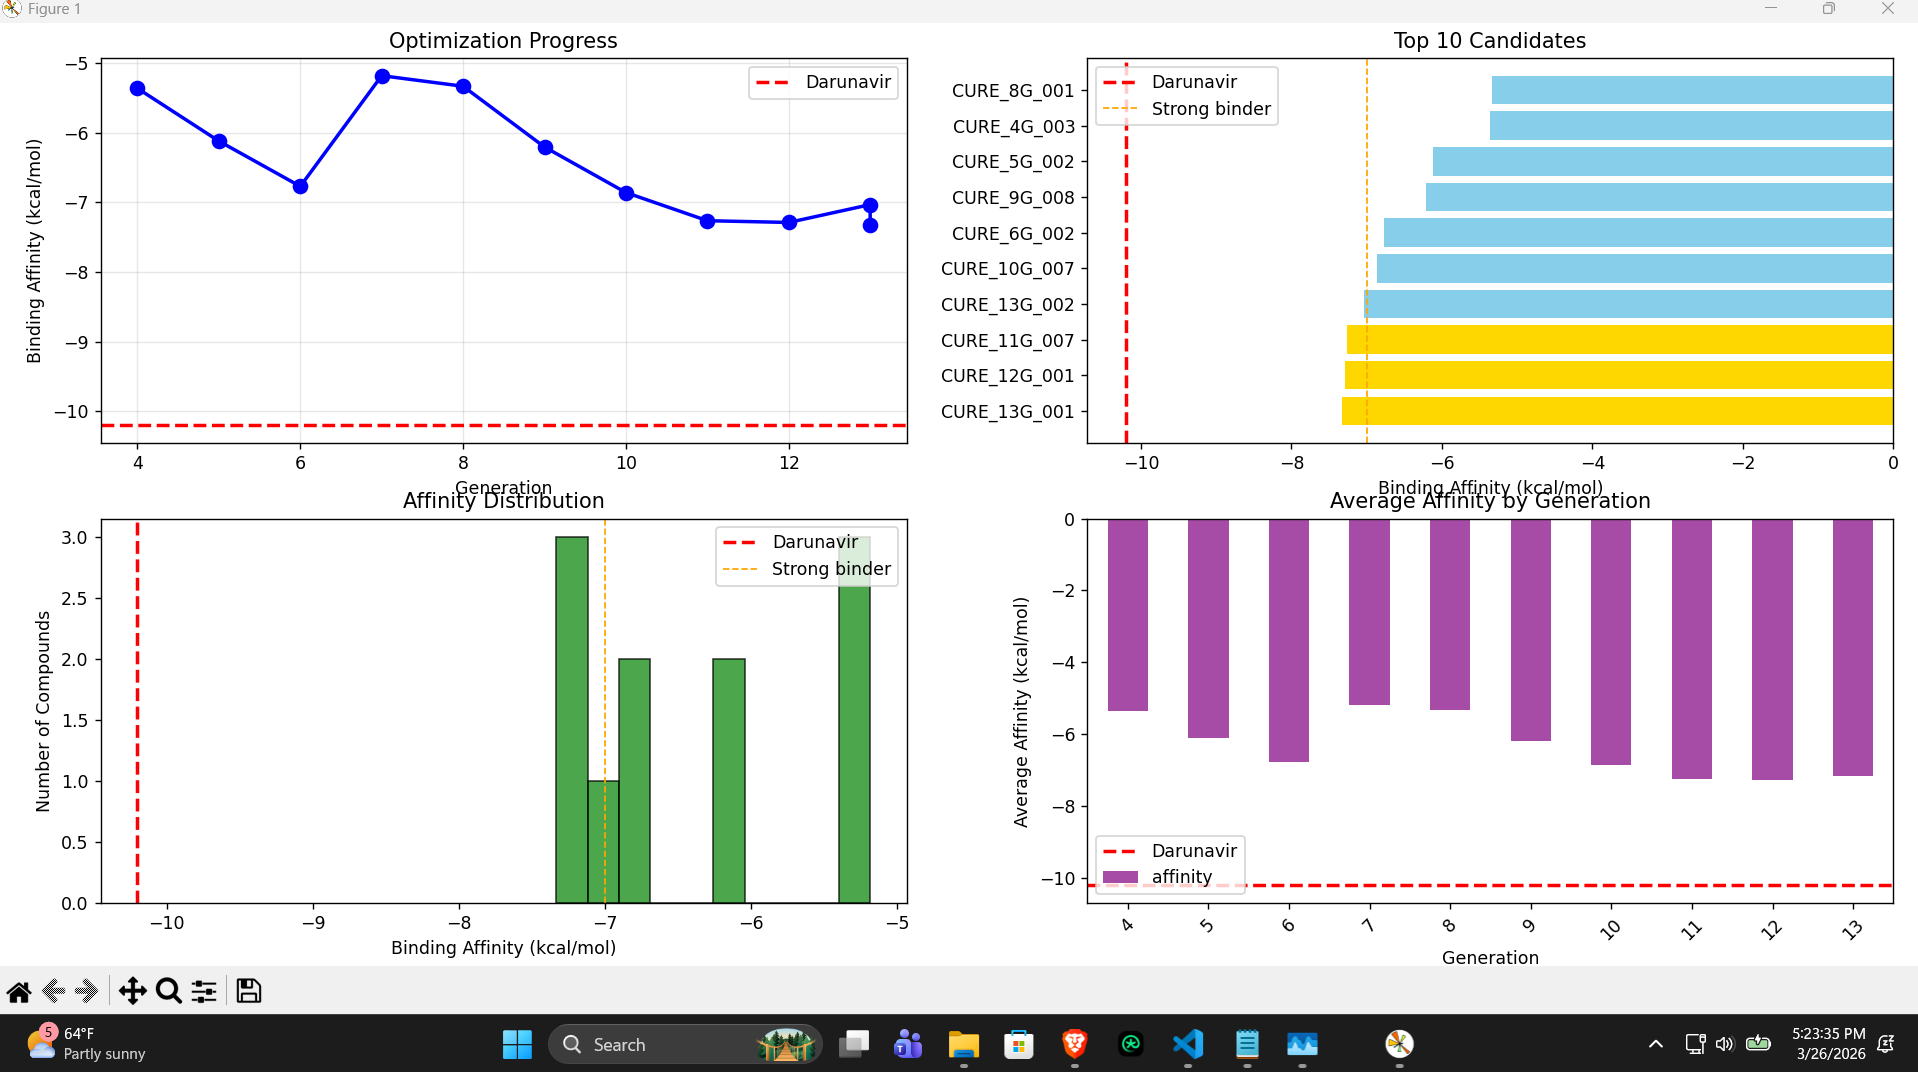 Figure 1
Optimization Progress
−5
−6
−7
−8
−9
−10
Binding Affinity (kcal/mol)
Darunavir
4 6 8 10 12
Generation
Top 10 Candidates
Darunavir
Strong binder
CURE_8G_001
CURE_4G_003
CURE_5G_002
CURE_9G_008
CURE_6G_002
CURE_10G_007
CURE_13G_002
CURE_11G_007
CURE_12G_001
CURE_13G_001
−10 −8 −6 −4 −2 0
Binding Affinity (kcal/mol)
Affinity Distribution
3.0
2.5
2.0
1.5
1.0
0.5
0.0
Number of Compounds
Darunavir
Strong binder
−10 −9 −8 −7 −6 −5
Binding Affinity (kcal/mol)
Average Affinity by Generation
0
−2
−4
−6
−8
−10
Average Affinity (kcal/mol)
Darunavir
affinity
4 5 6 7 8 9 10 11 12 13
Generation
5
64°F
Partly sunny
Search
T
5:23:35 PM
3/26/2026